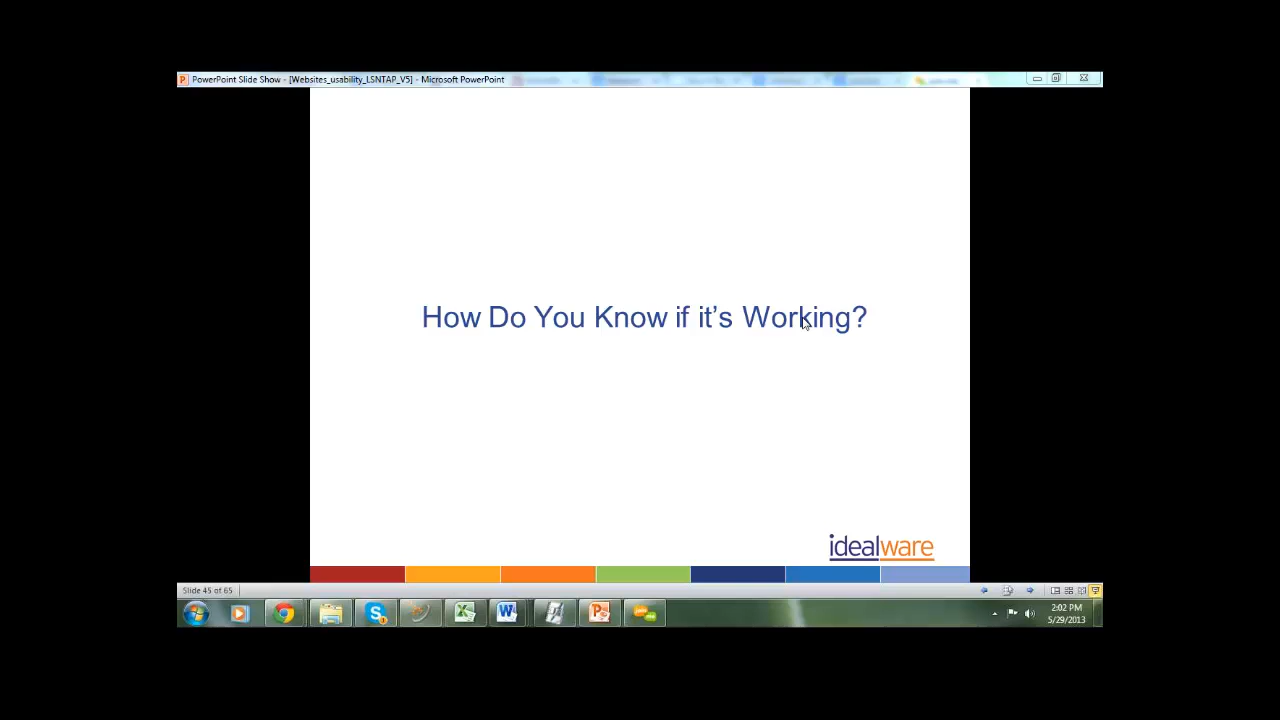 PowerPoint Slide Show - [Websites_usability_LSNTAP_V5] - Microsoft PowerPoint
How Do You Know if it’s Working?
idealware
Slide 45 of 65
2:02 PM
5/29/2013